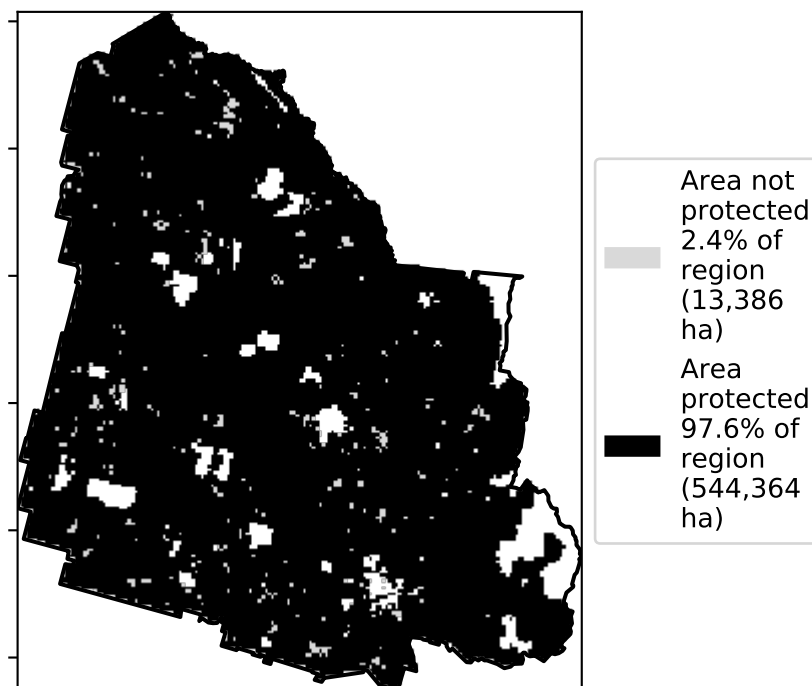 Area not
protected
2.4% of
region
(13,386
ha)
Area
protected
97.6% of
region
(544,364
ha)